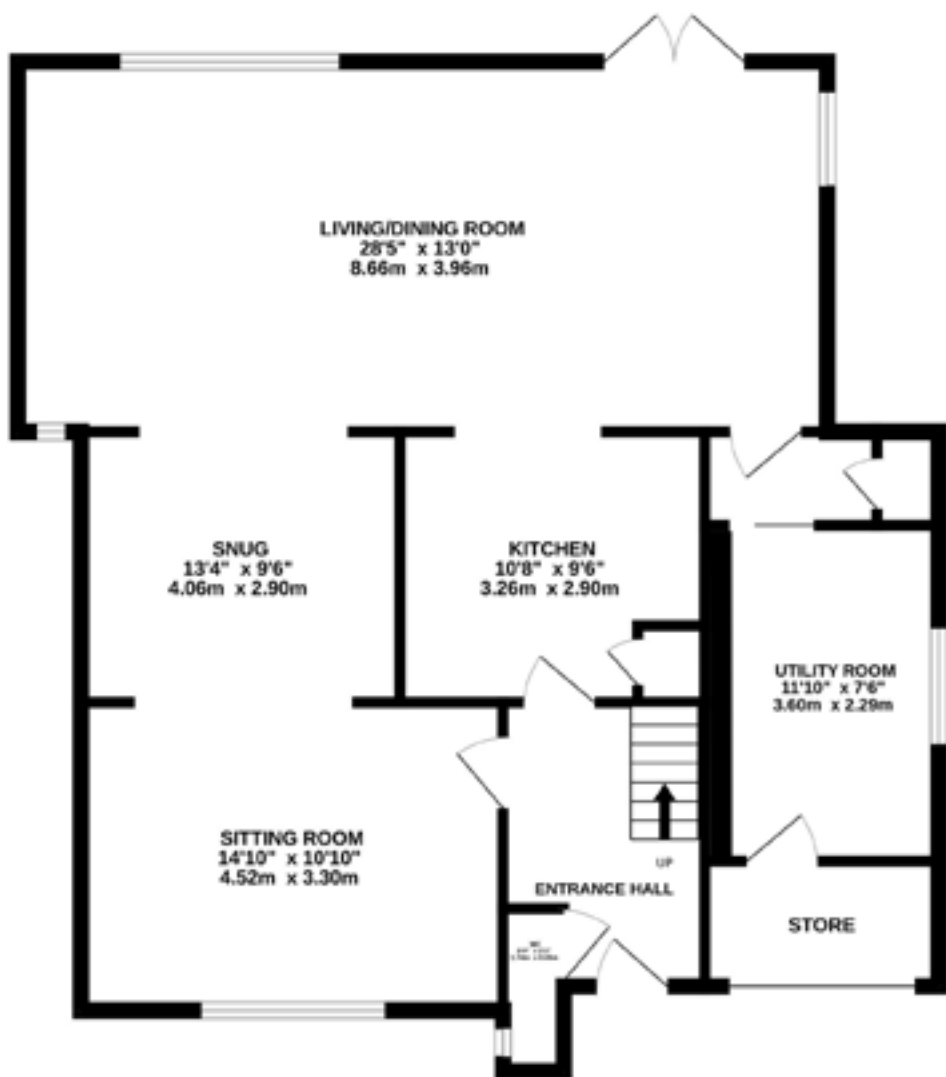 LIVING/DINING ROOM
28'5" x 13'0"
8.66m x 3.96m
SNUG
13'4" x 9'6"
4.06m x 2.90m
KITCHEN
10'8" x 9'6"
3.26m x 2.90m
UTILITY ROOM
11'10" x 7'6"
3.60m x 2.29m
SITTING ROOM
14'10" x 10'10"
4.52m x 3.30m
UP
ENTRANCE HALL
STORE